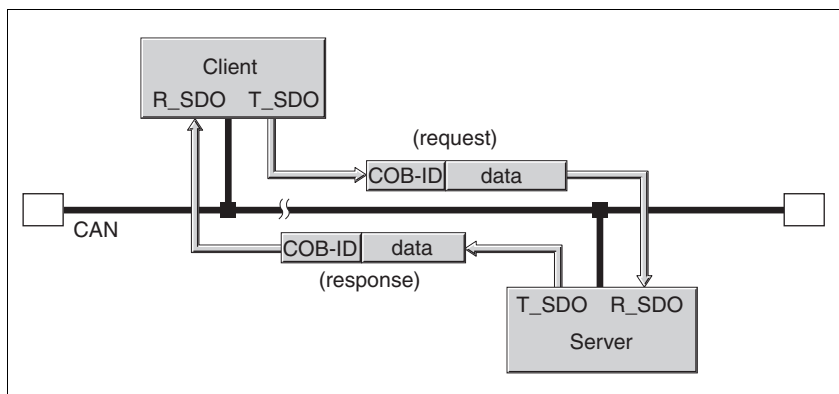 Client
R_SDO T_SDO
(request)
COB-ID data
CAN
COB-ID data
(response)
T_SDO R_SDO
Server